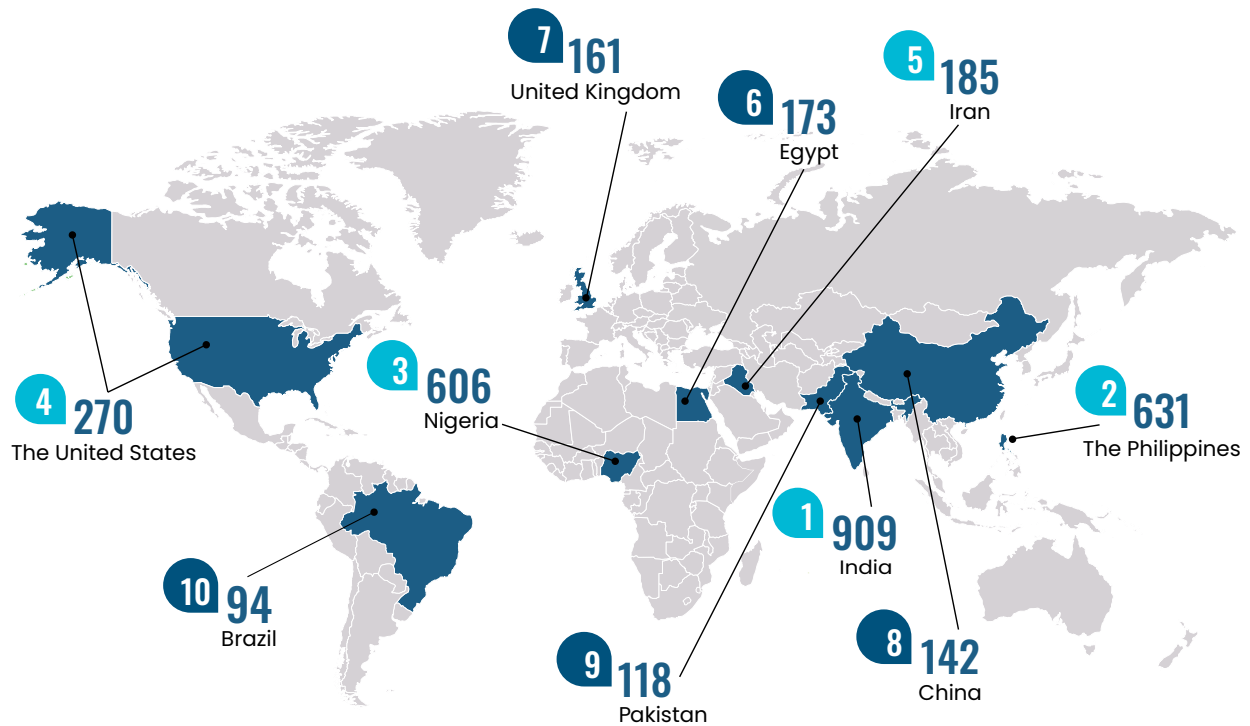 7
161
United Kingdom
5
185
Iran
6
173
Egypt
4
270
The United States
3
606
Nigeria
2
631
The Philippines
1
909
India
10
94
Brazil
9
118
Pakistan
8
142
China